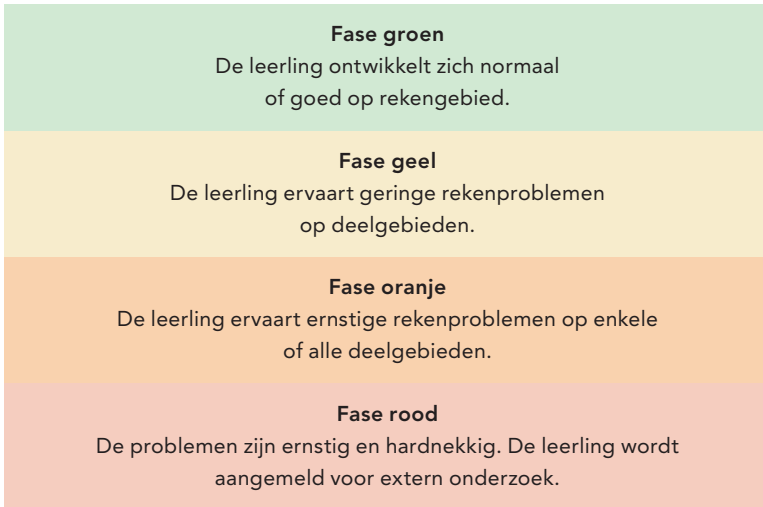 Fase groen
De leerling ontwikkelt zich normaal
of goed op rekengebied.
Fase geel
De leerling ervaart geringe rekenproblemen
op deelgebieden.
Fase oranje
De leerling ervaart ernstige rekenproblemen op enkele
of alle deelgebieden.
Fase rood
De problemen zijn ernstig en hardnekkig. De leerling wordt
aangemeld voor extern onderzoek.